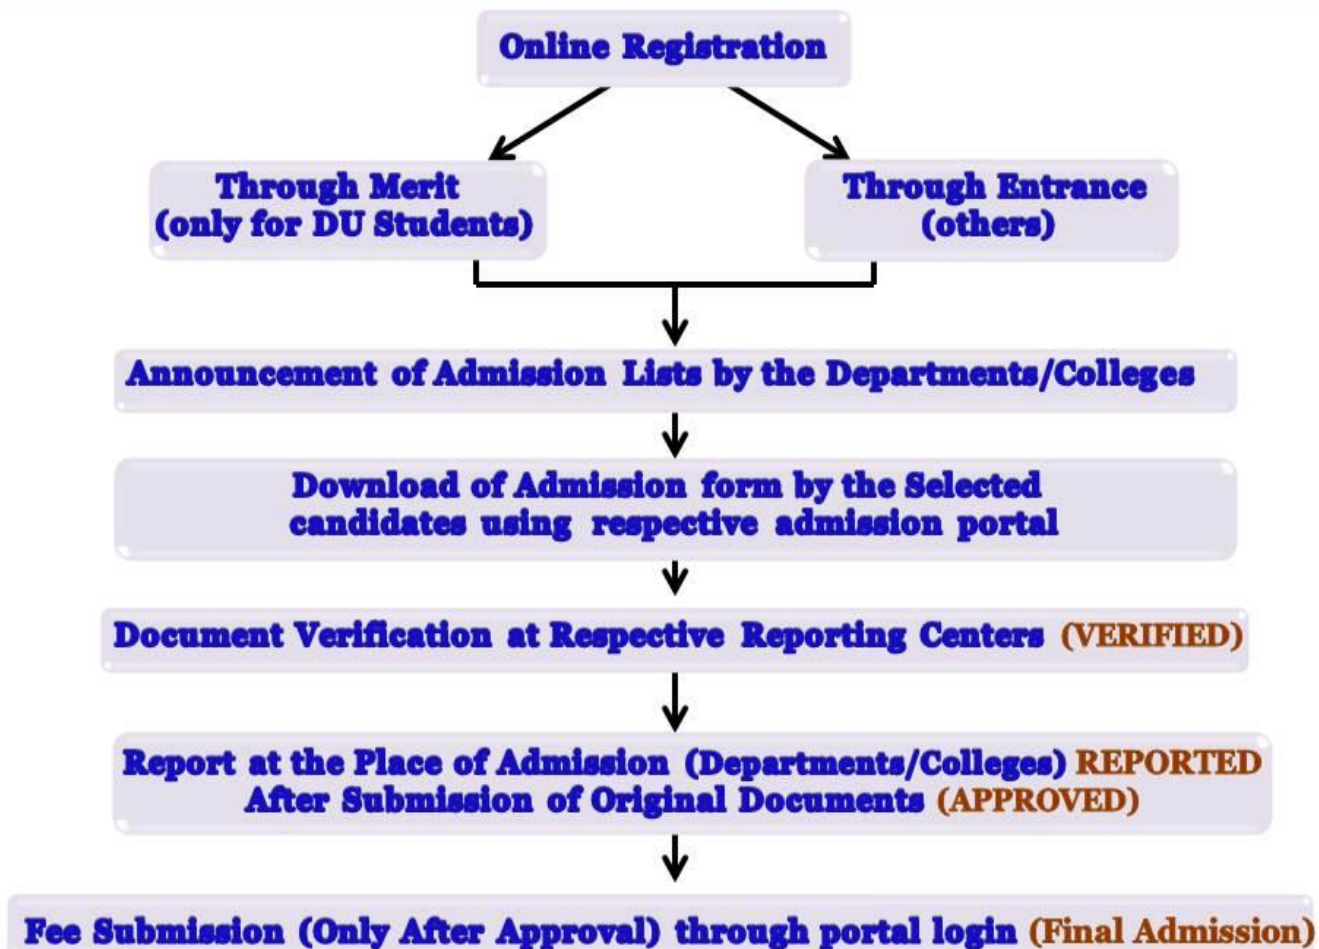 Online Registration
Through Merit
(only for DU Students)
Through Entrance
(others)
Announcement of Admission Lists by the Departments/Colleges
Download of Admission form by the Selected
candidates using respective admission portal
Document Verification at Respective Reporting Centers (VERIFIED)
Report at the Place of Admission (Departments/Colleges) REPORTED
After Submission of Original Documents (APPROVED)
Fee Submission (Only After Approval) through portal login (Final Admission)